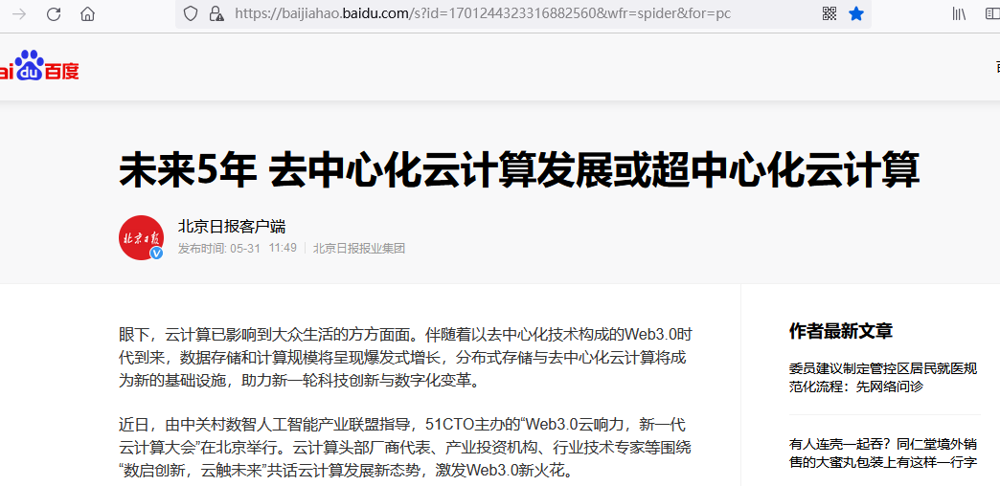 https://baijiahao.baidu.com/s?id=1701244323316882560&wfr=spider&for=pc
ai du 百度
未来5年 去中心化云计算发展或超中心化云计算
北京日报
北京日报客户端
发布时间: 05-31 11:49 北京日报报业集团
眼下，云计算已影响到大众生活的方方面面。伴随着以去中心化技术构成的Web3.0时
代到来，数据存储和计算规模将呈现爆发式增长，分布式存储与去中心化云计算将成
为新的基础设施，助力新一轮科技创新与数字化变革。
近日，由中关村数智人工智能产业联盟指导，51CTO主办的“Web3.0云响力，新一代
云计算大会”在北京举行。云计算头部厂商代表、产业投资机构、行业技术专家等围绕
“数启创新，云触未来”共话云计算发展新态势，激发Web3.0新火花。
作者最新文章
委员建议制定管控区居民就医规
范化流程：先网络问诊
有人连壳一起吞？同仁堂境外销
售的大蜜丸包装上有这样一行字